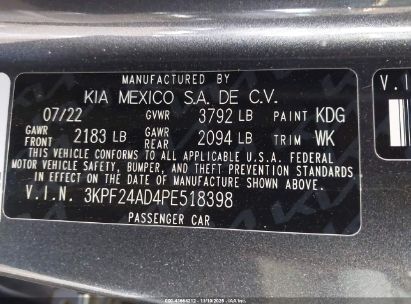 MANUFACTURED BY
KIA MEXICO S.A. DE C.V.
07/22 GVWR 3792 LB PAINT KDG
GAWR FRONT 2183 LB GAWR REAR 2094 LB TRIM WK
THIS VEHICLE CONFORMS TO ALL APPLICABLE U.S.A. FEDERAL
MOTOR VEHICLE SAFETY, BUMPER, AND THEFT PREVENTION STANDARDS
IN EFFECT ON THE DATE OF MANUFACTURE SHOWN ABOVE.
V.I.N. 3KPF24AD4PE518398
PASSENGER CAR
V.I